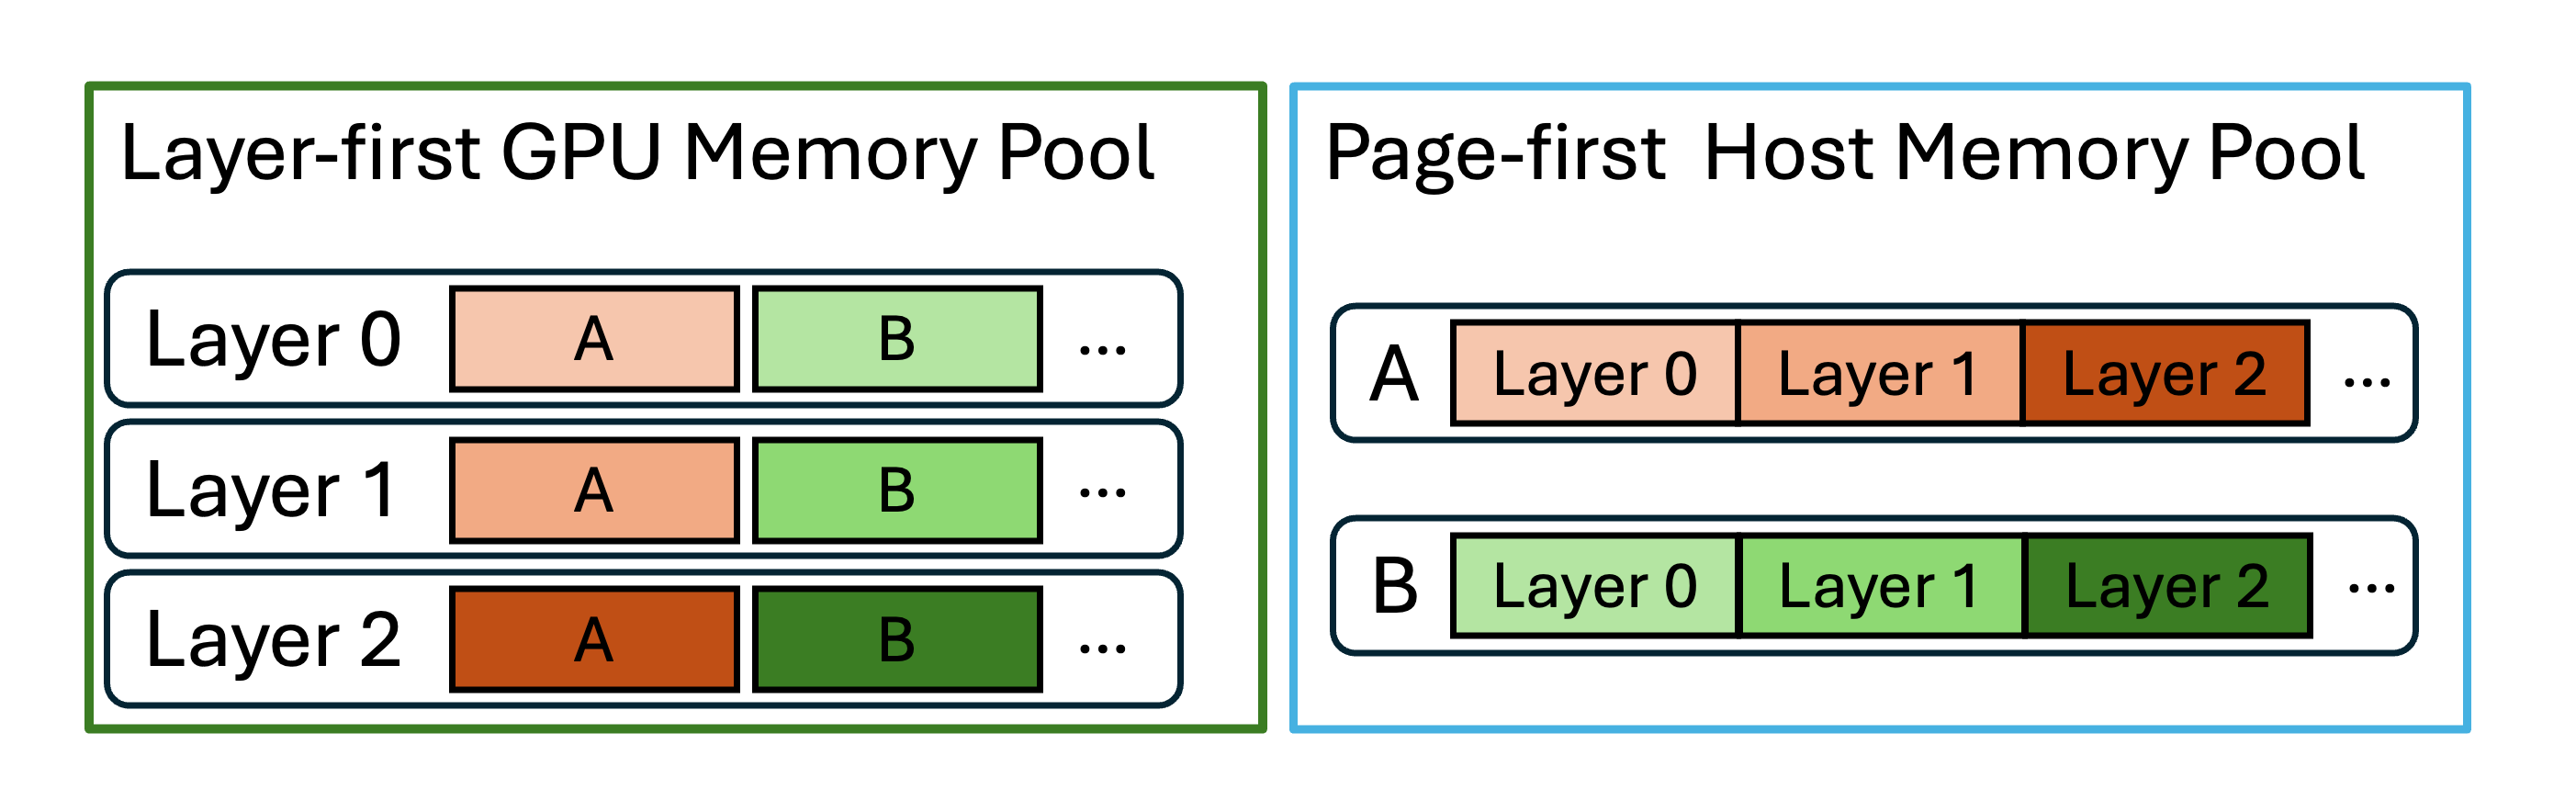 Layer-first GPU Memory Pool
Layer 0 A B ...
Layer 1 A B ...
Layer 2 A B ...
Page-first Host Memory Pool
A Layer 0 Layer 1 Layer 2 ...
B Layer 0 Layer 1 Layer 2 ...